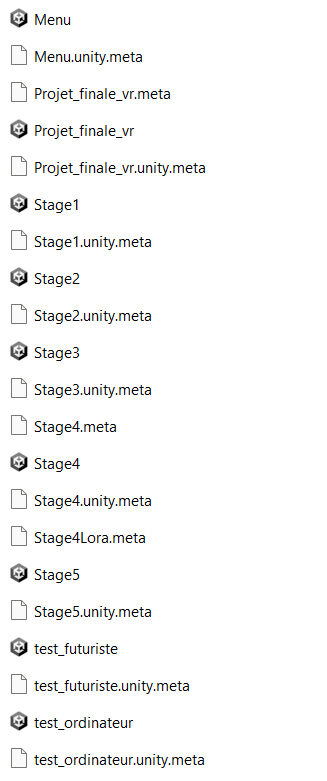 Menu
Menu.unity.meta
Projet_finale_vr.meta
Projet_finale_vr
Projet_finale_vr.unity.meta
Stage1
Stage1.unity.meta
Stage2
Stage2.unity.meta
Stage3
Stage3.unity.meta
Stage4.meta
Stage4
Stage4.unity.meta
Stage4Lora.meta
Stage5
Stage5.unity.meta
test_futuriste
test_futuriste.unity.meta
test_ordinateur
test_ordinateur.unity.meta